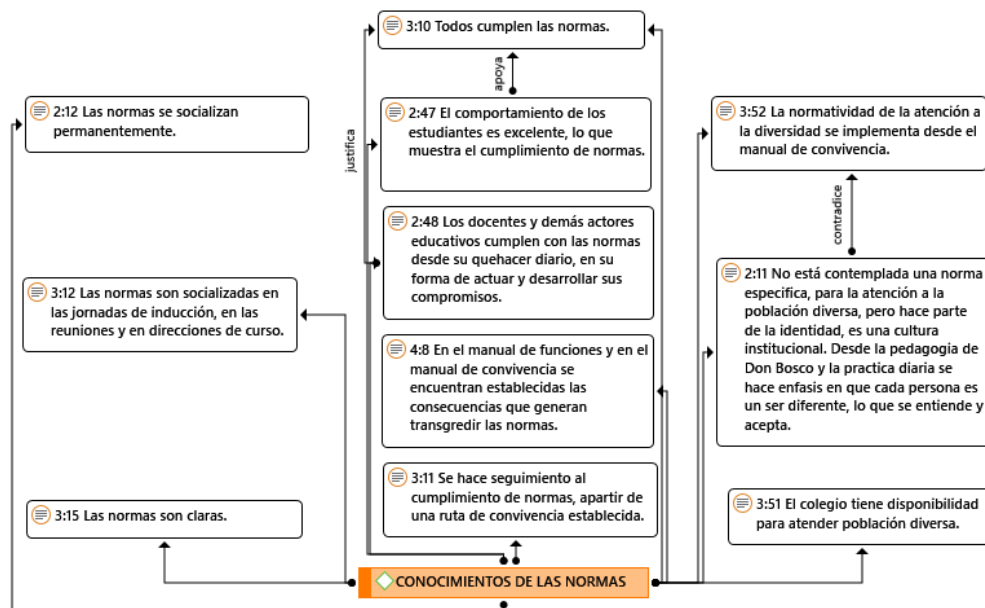 3:10 Todos cumplen las normas.
apoya
2:12 Las normas se socializan
permanentemente.
2:47 El comportamiento de los
estudiantes es excelente, lo que
muestra el cumplimiento de normas.
justifica
3:52 La normatividad de la atención a
la diversidad se implementa desde el
manual de convivencia.
contradice
2:48 Los docentes y demás actores
educativos cumplen con las normas
desde su quehacer diario, en su
forma de actuar y desarrollar sus
compromisos.
3:12 Las normas son socializadas en
las jornadas de inducción, en las
reuniones y en direcciones de curso.
2:11 No está contemplada una norma
especifica, para la atención a la
población diversa, pero hace parte
de la identidad, es una cultura
institucional. Desde la pedagogia de
Don Bosco y la practica diaria se
hace enfasis en que cada persona es
un ser diferente, lo que se entiende y
acepta.
4:8 En el manual de funciones y en el
manual de convivencia se
encuentran establecidas las
consecuencias que generan
transgredir las normas.
3:11 Se hace seguimiento al
cumplimiento de normas, apartir de
una ruta de convivencia establecida.
3:15 Las normas son claras.
3:51 El colegio tiene disponibilidad
para atender población diversa.
CONOCIMIENTOS DE LAS NORMAS